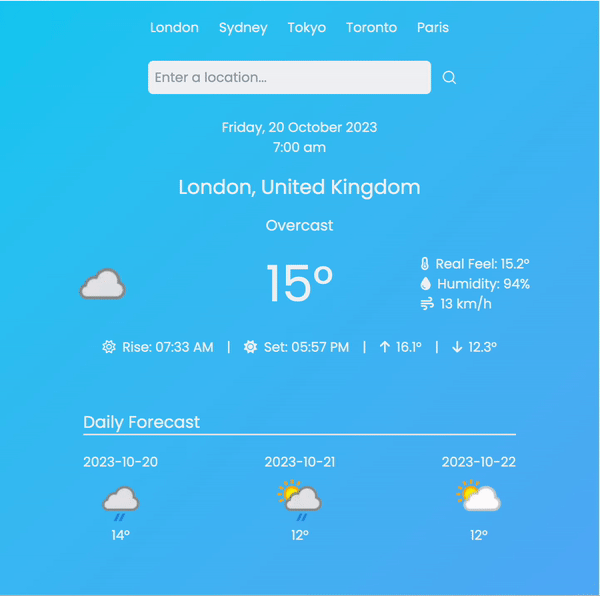 London Sydney Tokyo Toronto Paris
Enter a location...
Friday, 20 October 2023
7:00 am
London, United Kingdom
Overcast
15°
Real Feel: 15.2°
Humidity: 94%
13 km/h
Rise: 07:33 AM | Set: 05:57 PM | ↑ 16.1° | ↓ 12.3°
Daily Forecast
2023-10-20 2023-10-21 2023-10-22
14° 12° 12°